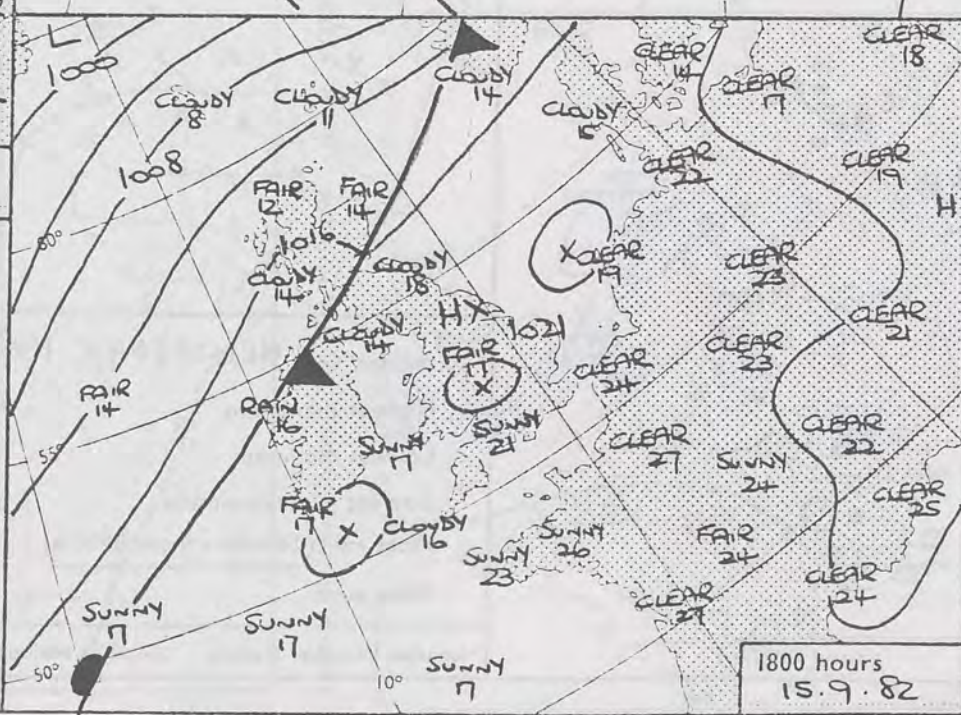 L
1000
CLEAR
18
CLEAR
14
CLEAR
17
CLOUDY
8
CLOUDY
11
CLOUDY
14
CLOUDY
15
1008
CLEAR
22
CLEAR
19
FAIR
12
FAIR
14
H
60°
1016
CLOUDY
14
CLOUDY
18
X CLEAR
19
CLEAR
23
HX
1021
CLOUDY
14
FAIR
17
X
CLEAR
21
CLEAR
23
CLEAR
24
FAIR
14
RAIN
16
SUNNY
17
SUNNY
21
CLEAR
27
CLEAR
22
SUNNY
24
55°
CLEAR
25
FAIR
17
X
CLOUDY
16
SUNNY
23
SUNNY
26
FAIR
24
CLEAR
24
CLEAR
27
SUNNY
17
SUNNY
17
SUNNY
17
50°
10°
1800 hours
15.9.82